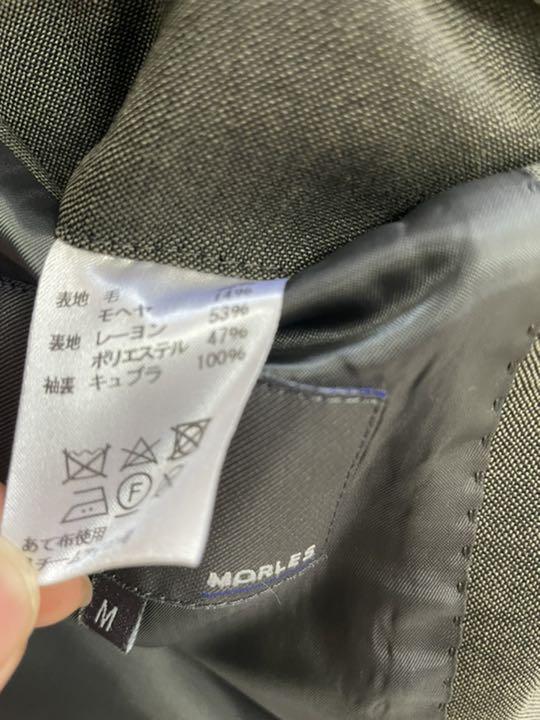 表地 毛
モヘヤ 53%
表地 レーヨン 47%
ポリエステル 100%
袖裏 キュプラ
F
あて布使用
MORLES
M